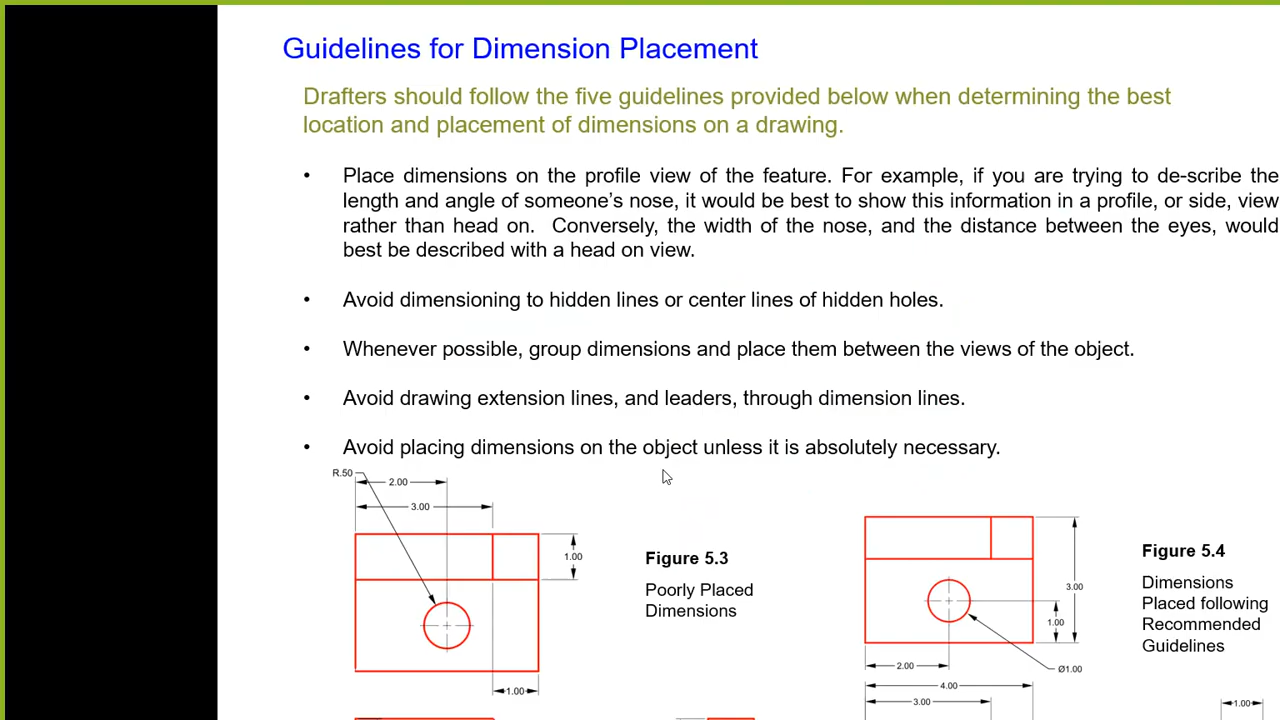 Guidelines for Dimension Placement
Drafters should follow the five guidelines provided below when determining the best
location and placement of dimensions on a drawing.
• Place dimensions on the profile view of the feature. For example, if you are trying to de-scribe the
length and angle of someone's nose, it would be best to show this information in a profile, or side, view
rather than head on. Conversely, the width of the nose, and the distance between the eyes, would
best be described with a head on view.
• Avoid dimensioning to hidden lines or center lines of hidden holes.
• Whenever possible, group dimensions and place them between the views of the object.
• Avoid drawing extension lines, and leaders, through dimension lines.
• Avoid placing dimensions on the object unless it is absolutely necessary.
R.50
2.00
3.00
1.00
1.00
Figure 5.3
Poorly Placed
Dimensions
3.00
1.00
2.00
Ø1.00
4.00
3.00
Figure 5.4
Dimensions
Placed following
Recommended
Guidelines
1.00